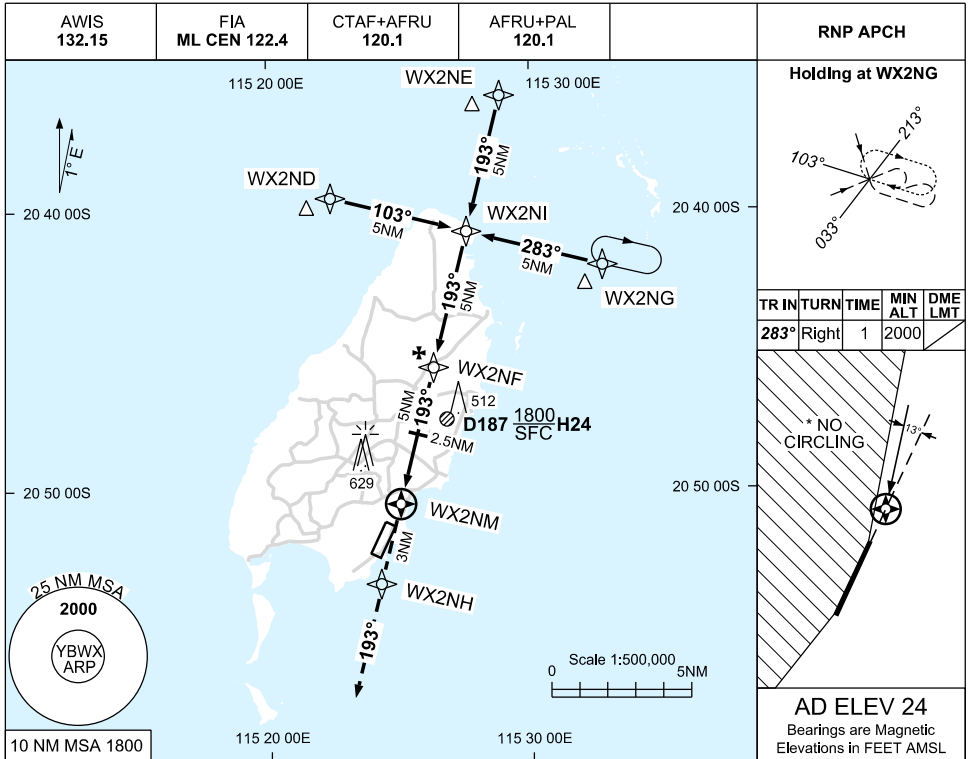 AWIS
132.15
FIA
ML CEN 122.4
CTAF+AFRU
120.1
AFRU+PAL
120.1
RNP APCH
115 20 00E
WX2NE
115 30 00E
1° E
193°
5NM
WX2ND
20 40 00S
103°
5NM
WX2NI
20 40 00S
283°
5NM
WX2NG
193°
5NM
WX2NF
193°
5NM
512
D187 1800 H24
SFC
2.5NM
629
20 50 00S
20 50 00S
WX2NM
3NM
WX2NH
193°
25 NM MSA
2000
YBWX
ARP
10 NM MSA 1800
Scale 1:500,000
0
5NM
115 20 00E
115 30 00E
Holding at WX2NG
213°
103°
033°
TR IN TURN TIME MIN ALT DME LMT
283° Right 1 2000
* NO
CIRCLING
13°
AD ELEV 24
Bearings are Magnetic
Elevations in FEET AMSL